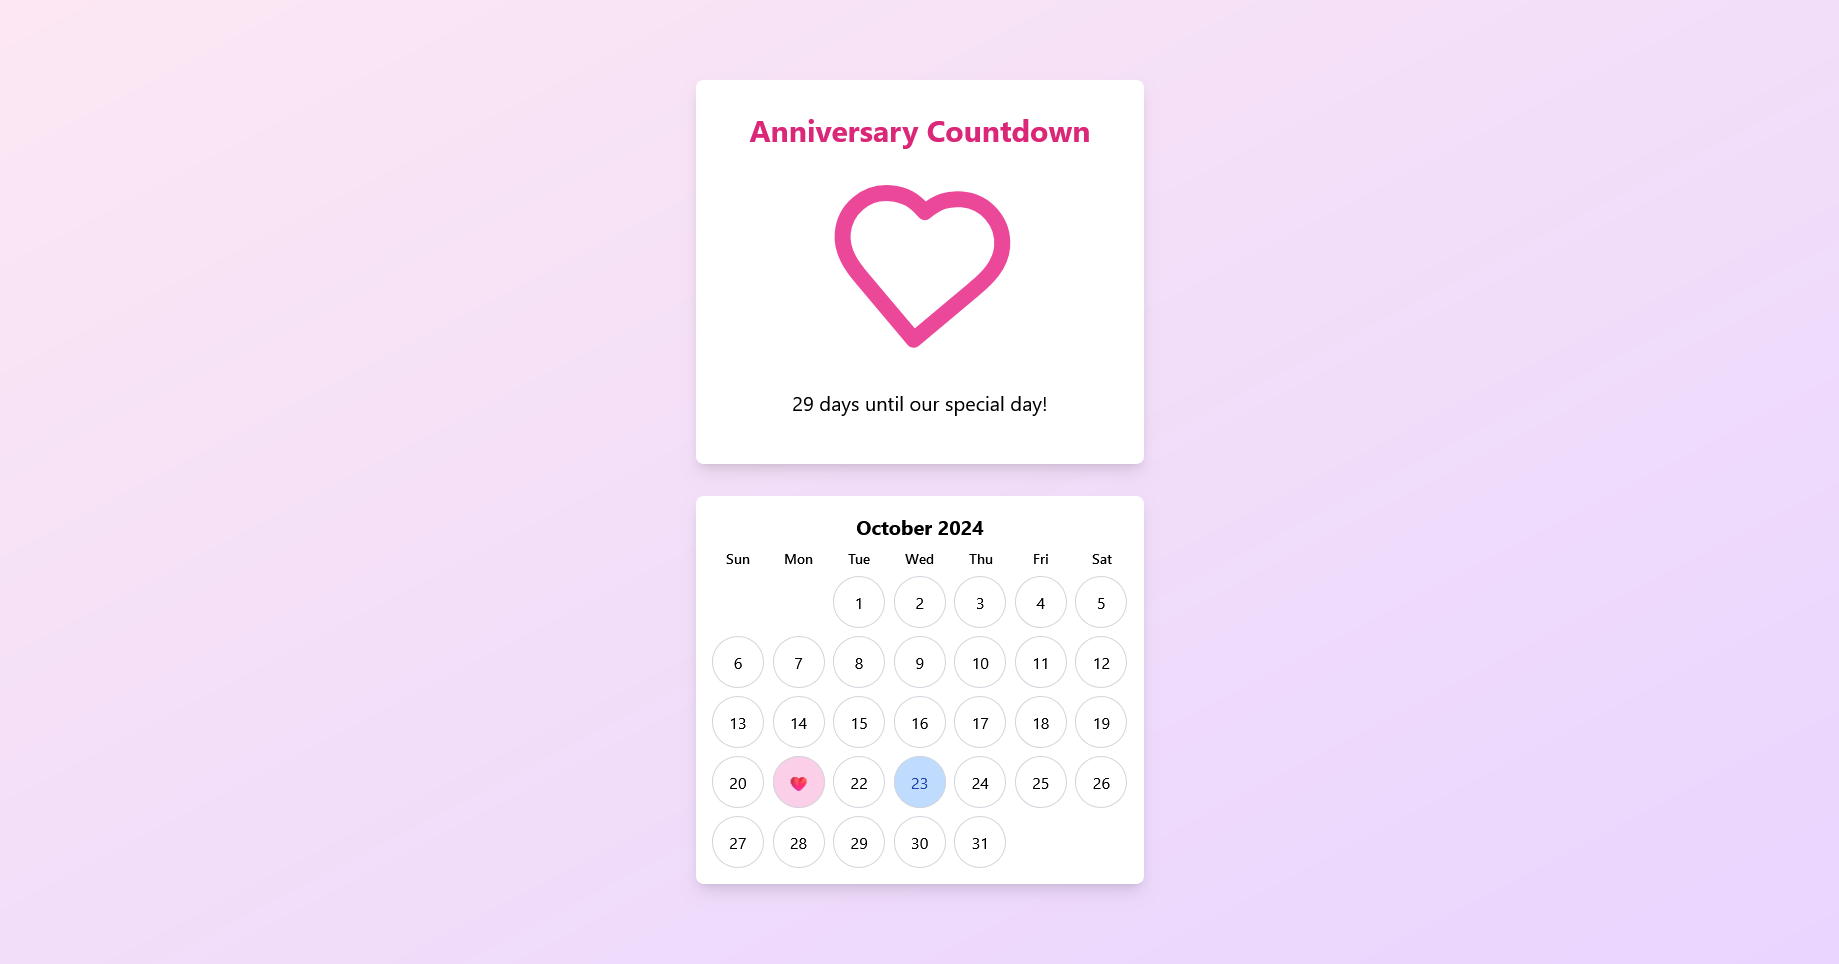 Anniversary Countdown
29 days until our special day!
October 2024
Sun Mon Tue Wed Thu Fri Sat
1 2 3 4 5
6 7 8 9 10 11 12
13 14 15 16 17 18 19
20 22 23 24 25 26
27 28 29 30 31